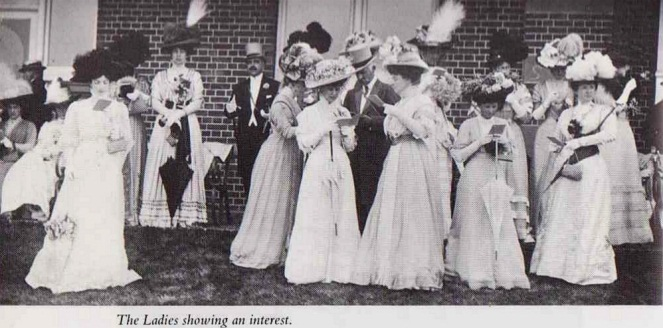 The Ladies showing an interest.